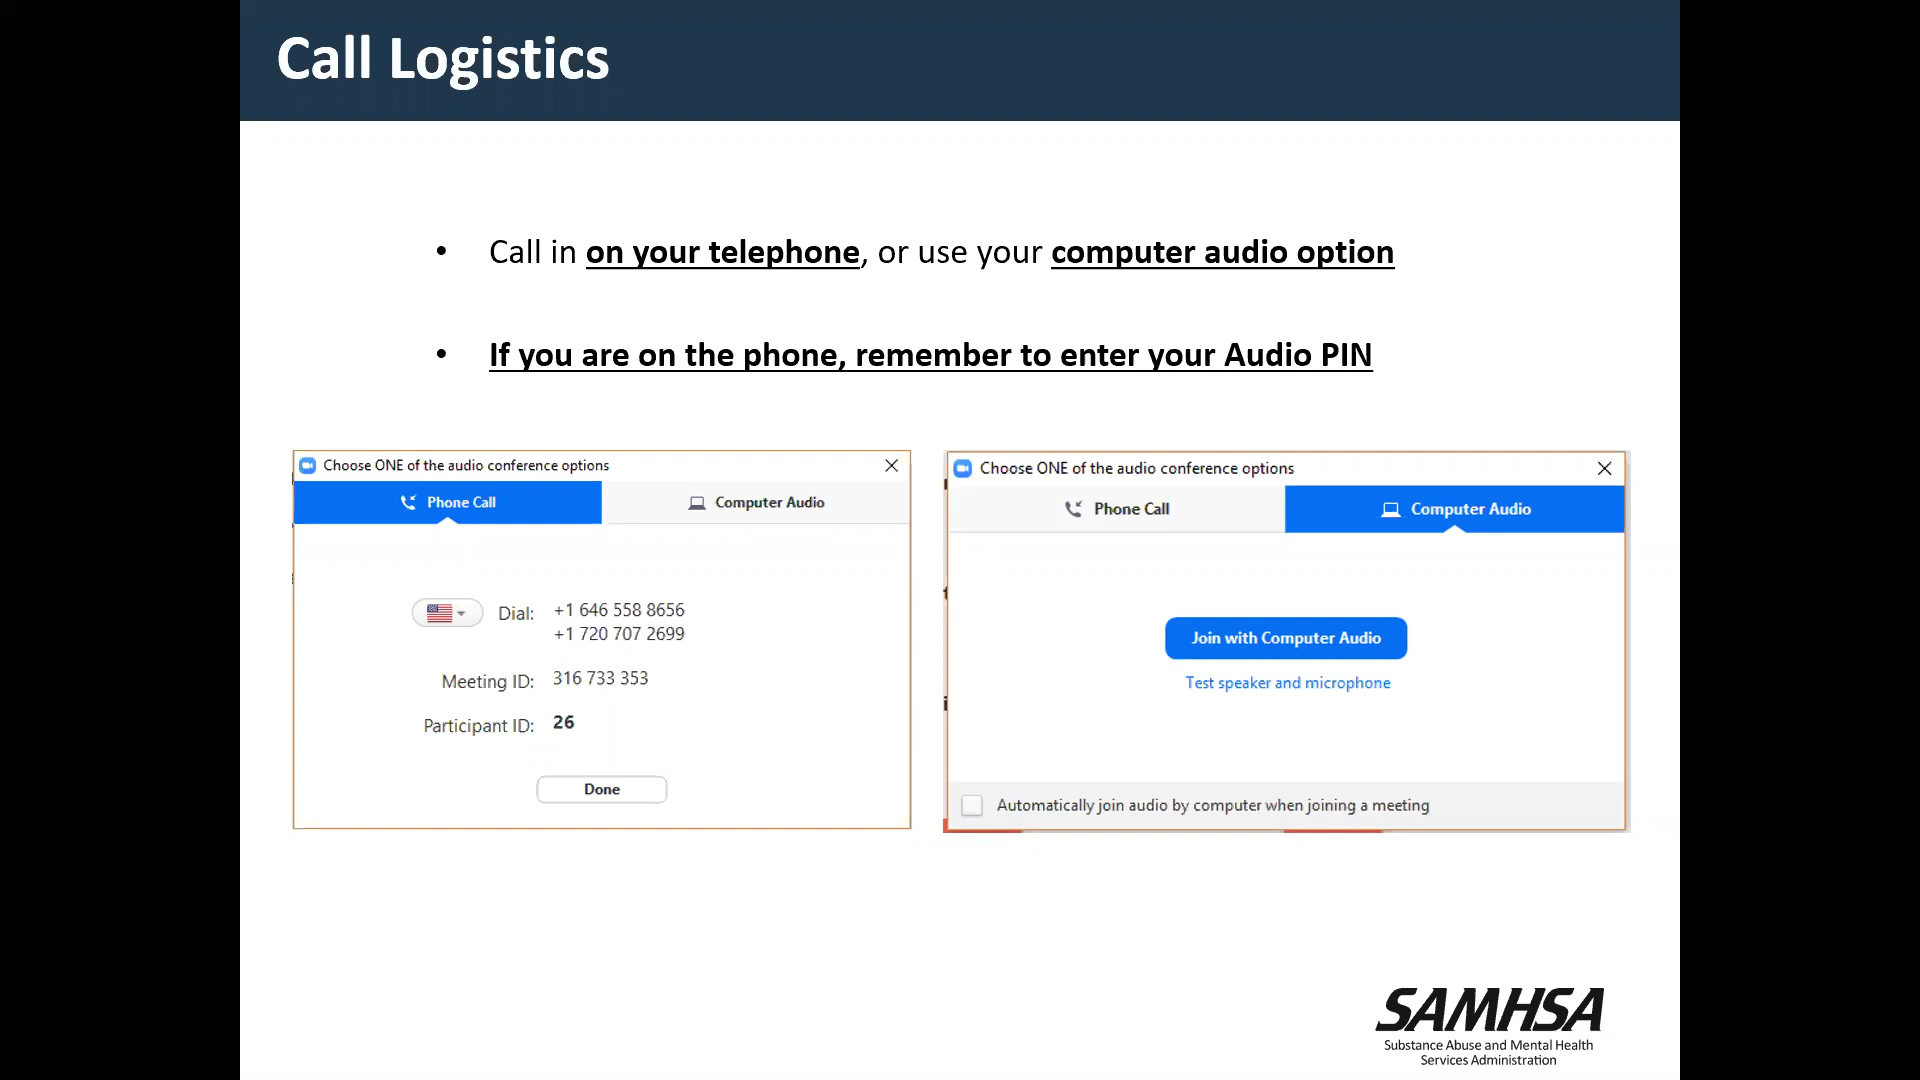 Call Logistics
• Call in on your telephone, or use your computer audio option
• If you are on the phone, remember to enter your Audio PIN
Choose ONE of the audio conference options
Phone Call
Computer Audio
Dial: +1 646 558 8656
+1 720 707 2699
Meeting ID: 316 733 353
Participant ID: 26
Done
Choose ONE of the audio conference options
Phone Call
Computer Audio
Join with Computer Audio
Test speaker and microphone
Automatically join audio by computer when joining a meeting
SAMHSA
Substance Abuse and Mental Health
Services Administration